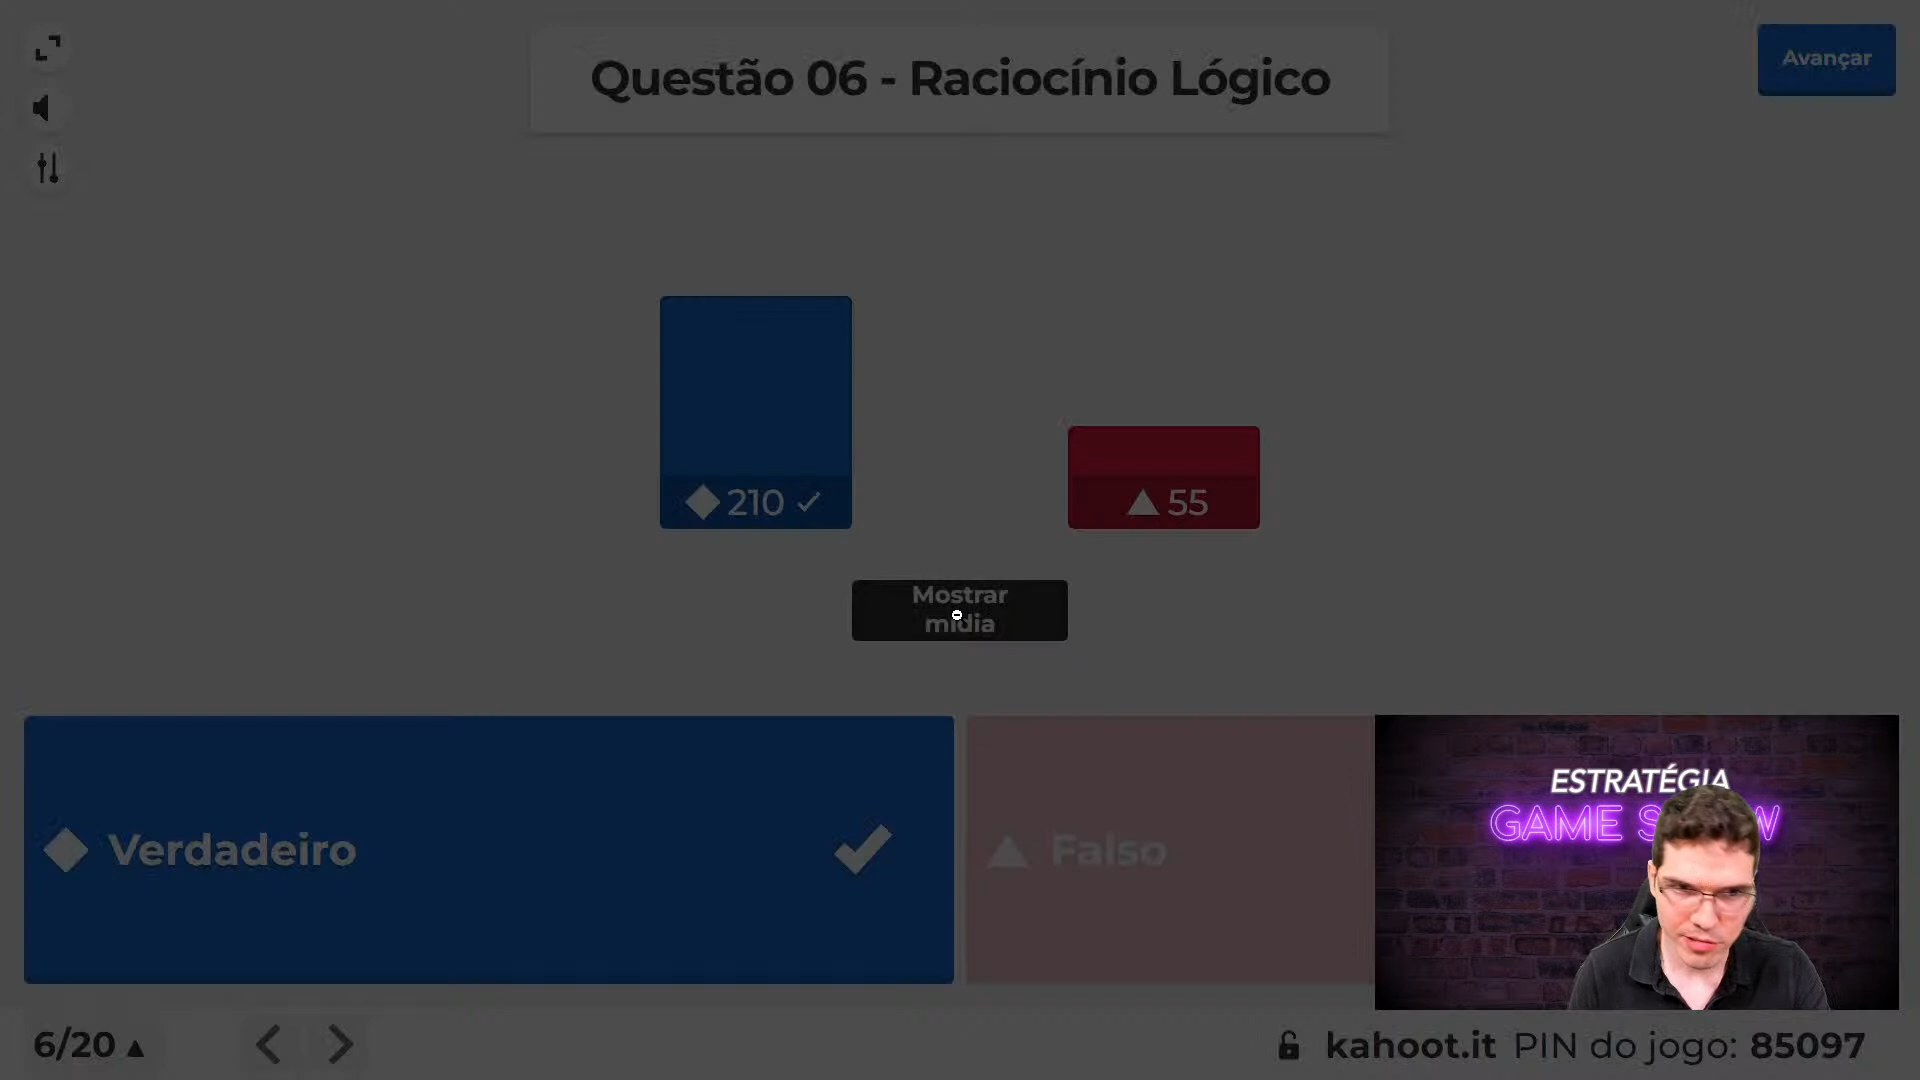 Questão 06 - Raciocínio Lógico
Avançar
210
55
Mostrar
mídia
Verdadeiro
Falso
ESTRATÉGIA
GAME
6/20
kahoot.it PIN do jogo: 85097